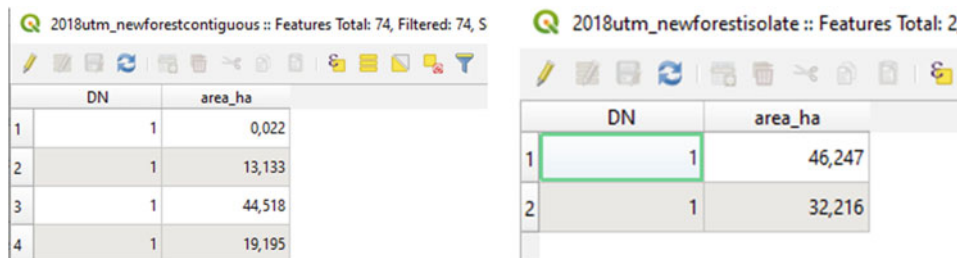 2018utm_newforestcontiguous :: Features Total: 74, Filtered: 74, S
DN area_ha
1 1 0,022
2 1 13,133
3 1 44,518
4 1 19,195
2018utm_newforestisolate :: Features Total: 2
DN area_ha
1 1 46,247
2 1 32,216